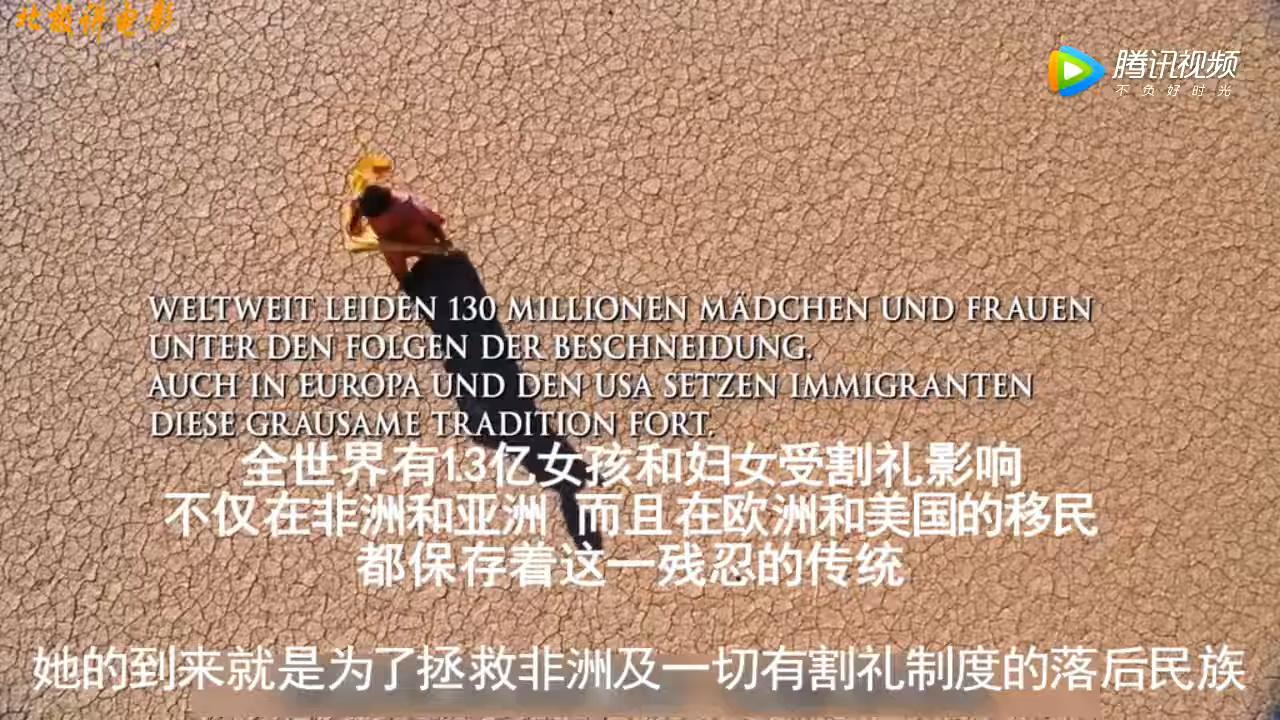 北极讲电影
腾讯视频
不负好时光
WELTWEIT LEIDEN 130 MILLIONEN MÄDCHEN UND FRAUEN
UNTER DEN FOLGEN DER BESCHNEIDUNG.
AUCH IN EUROPA UND DEN USA SETZEN IMMIGRANTEN
DIESE GRAUSAME TRADITION FORT.
全世界有1.3亿女孩和妇女受割礼影响
不仅在非洲和亚洲 而且在欧洲和美国的移民
都保存着这一残忍的传统
她的到来就是为了拯救非洲及一切有割礼制度的落后民族